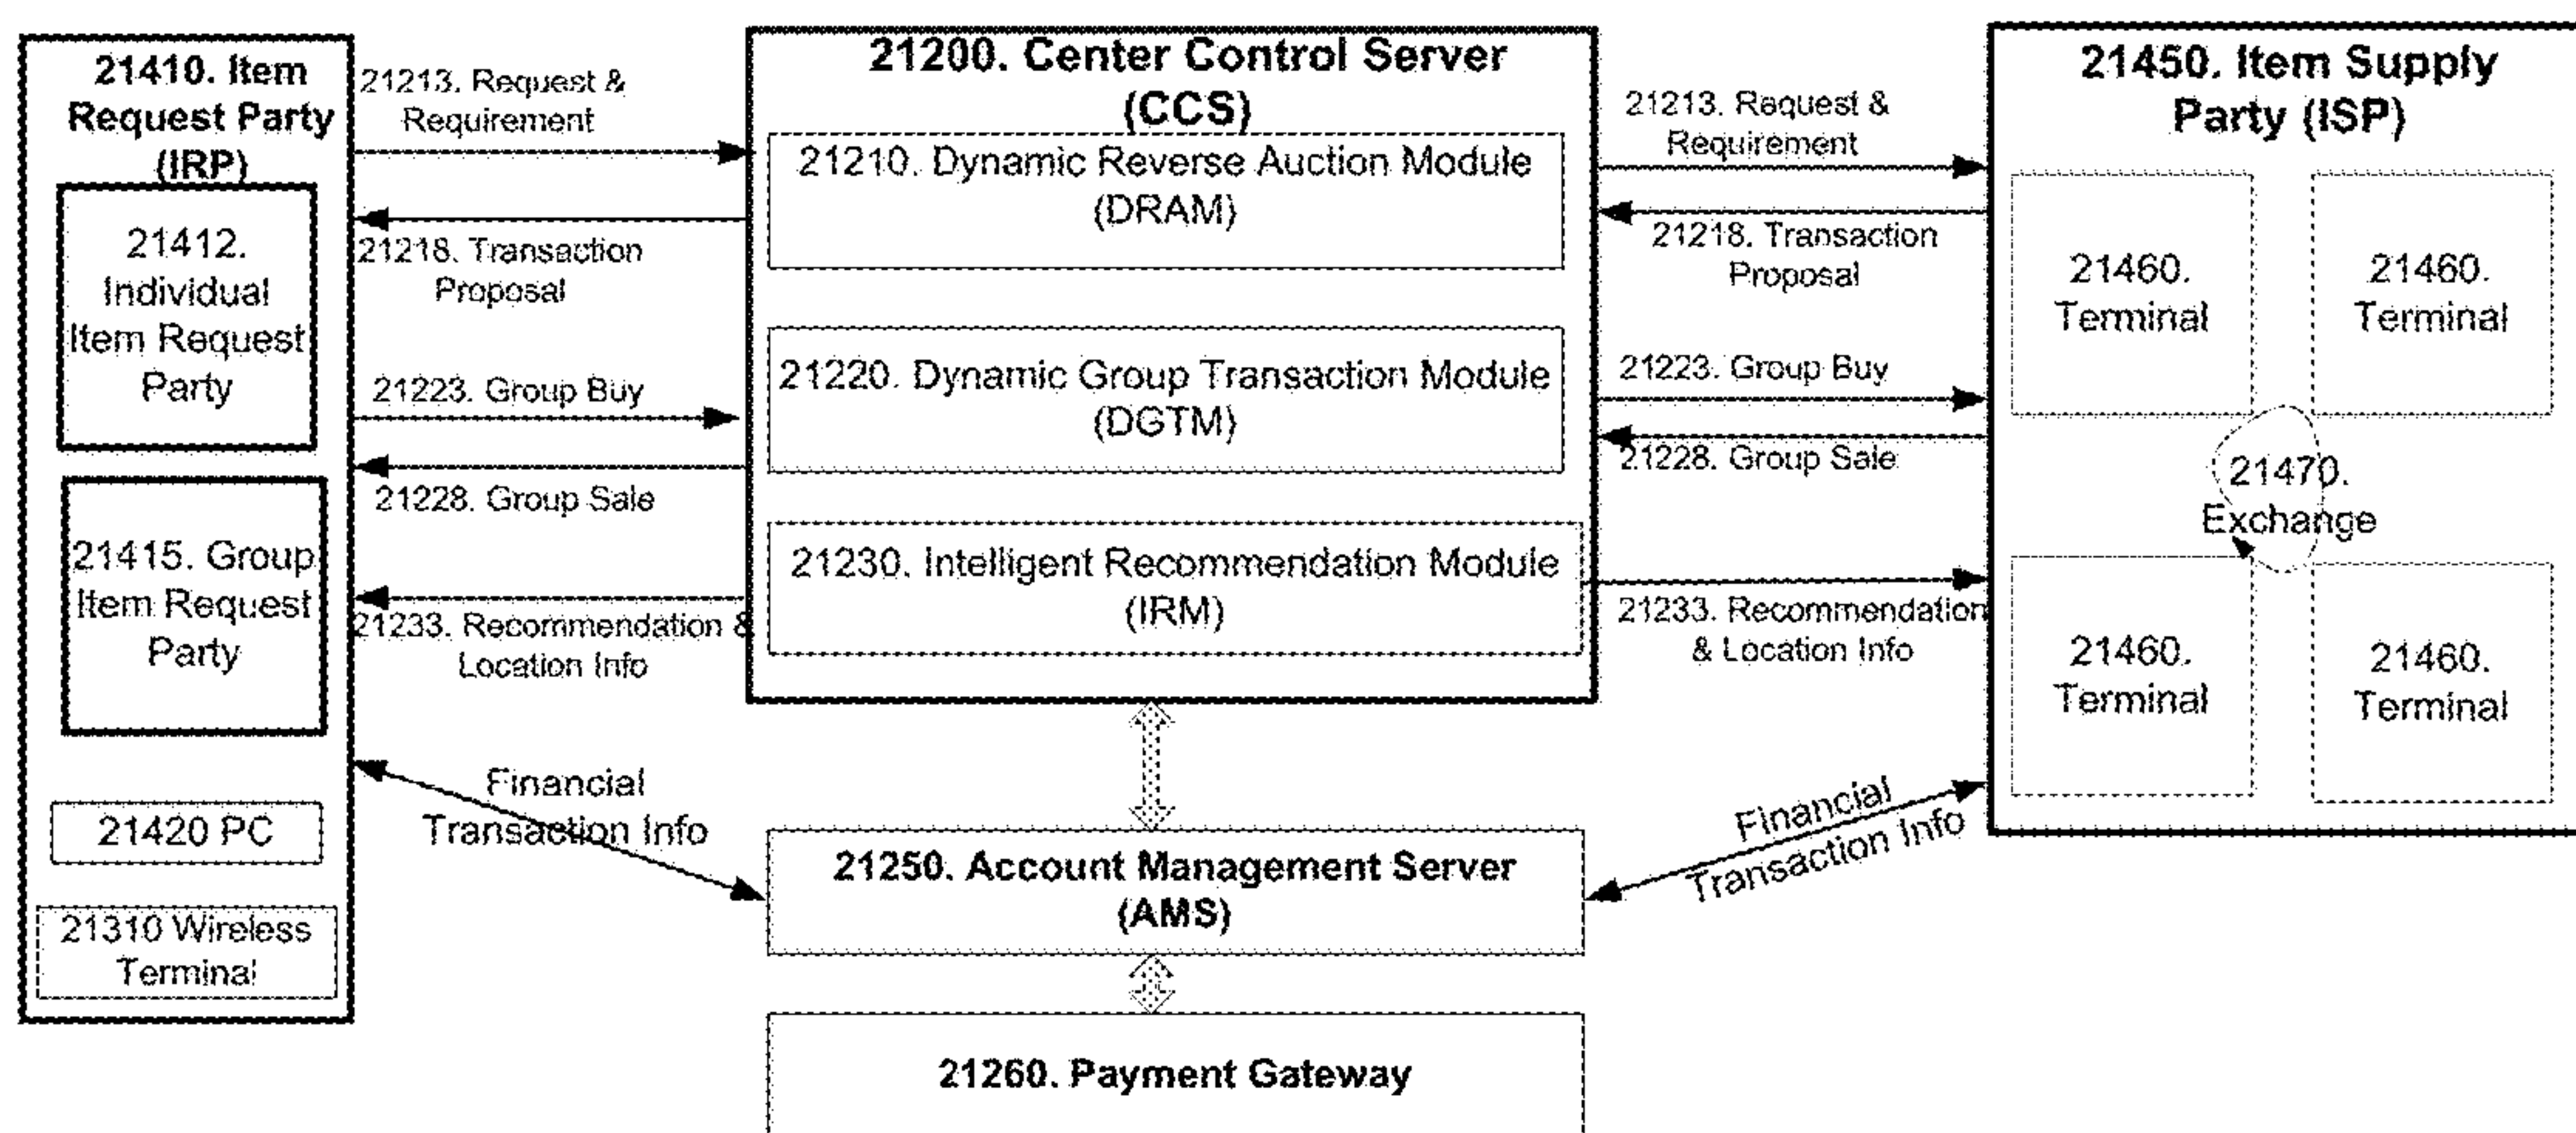 21410. Item
Request Party
(IRP)
21412.
Individual
Item Request
Party
21415. Group
Item Request
Party
21420 PC
21310 Wireless
Terminal
21213. Request &
Requirement
21218. Transaction
Proposal
21223. Group Buy
21228. Group Sale
21233. Recommendation &
Location Info
Financial
Transaction Info
21200. Center Control Server
(CCS)
21210. Dynamic Reverse Auction Module
(DRAM)
21220. Dynamic Group Transaction Module
(DGTM)
21230. Intelligent Recommendation Module
(IRM)
21250. Account Management Server
(AMS)
21260. Payment Gateway
21213. Request &
Requirement
21218. Transaction
Proposal
21223. Group Buy
21228. Group Sale
21233. Recommendation
& Location Info
Financial
Transaction Info
21450. Item Supply
Party (ISP)
21460.
Terminal
21460.
Terminal
21470.
Exchange
21460.
Terminal
21460.
Terminal